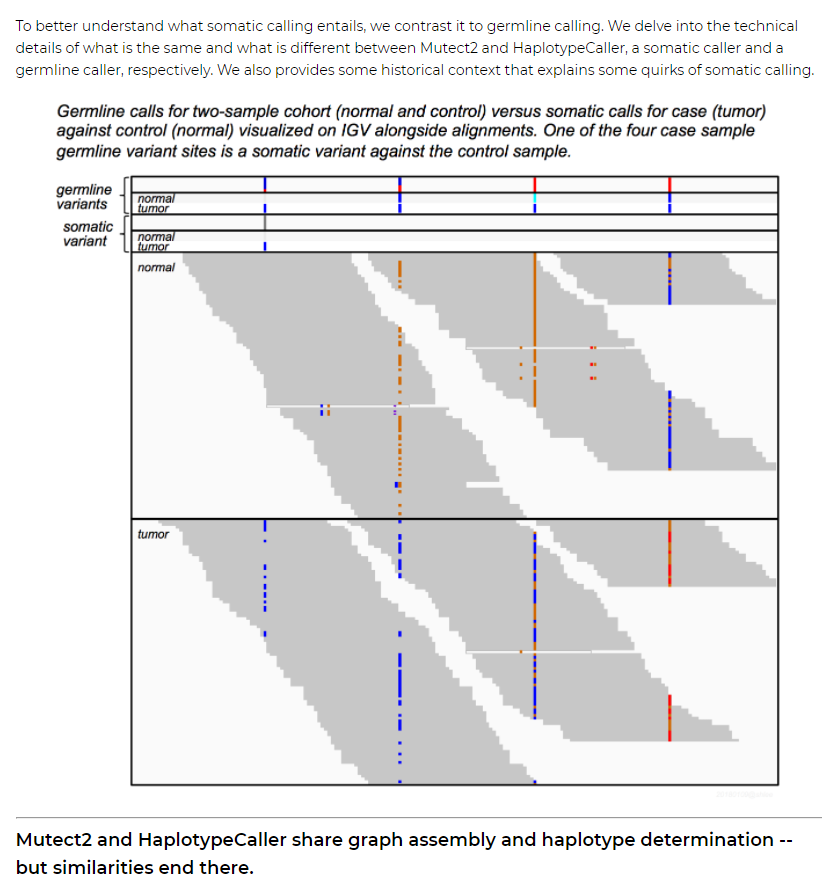 To better understand what somatic calling entails, we contrast it to germline calling. We delve into the technical
details of what is the same and what is different between Mutect2 and HaplotypeCaller, a somatic caller and a
germline caller, respectively. We also provides some historical context that explains some quirks of somatic calling.
Germline calls for two-sample cohort (normal and control) versus somatic calls for case (tumor)
against control (normal) visualized on IGV alongside alignments. One of the four case sample
germline variant sites is a somatic variant against the control sample.
germline
variants
normal
tumor
somatic
variant
normal
tumor
normal
tumor
Mutect2 and HaplotypeCaller share graph assembly and haplotype determination --
but similarities end there.